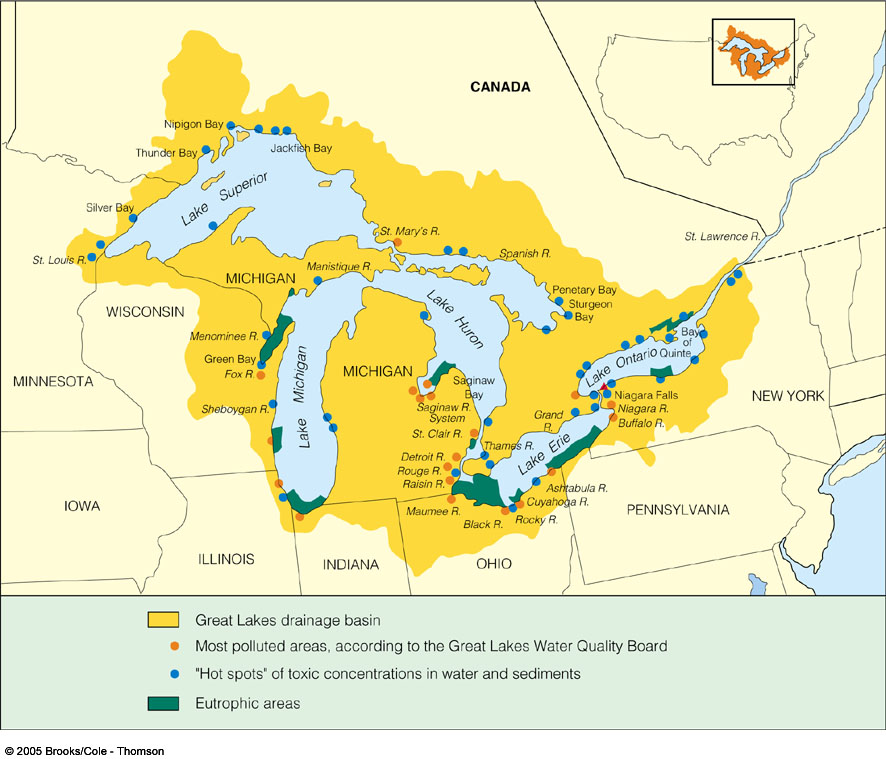 CANADA
Nipigon Bay
Jackfish Bay
Thunder Bay
Lake Superior
Silver Bay
St. Louis R.
St. Mary's R.
St. Lawrence R.
Spanish R.
Manistique R.
MICHIGAN
Penetary Bay
Sturgeon
Bay
WISCONSIN
Lake Huron
Menominee R.
Green Bay
Fox R
Lake Michigan
Bay
of
Quinte
Lake Ontario
MINNESOTA
MICHIGAN
Saginaw
Bay
Niagara Falls
NEW YORK
Sheboygan R.
Saginaw R.
System
Grand
R.
Niagara R.
Buffalo R.
St. Clair R.
Thames R.
Lake Erie
Detroit R.
Rouge R.
Raisin R.
Ashtabula R.
Cuyahoga R.
Maumee R.
Black R.
Rocky R.
IOWA
PENNSYLVANIA
ILLINOIS
INDIANA
OHIO
Great Lakes drainage basin
Most polluted areas, according to the Great Lakes Water Quality Board
"Hot spots" of toxic concentrations in water and sediments
Eutrophic areas
© 2005 Brooks/Cole - Thomson